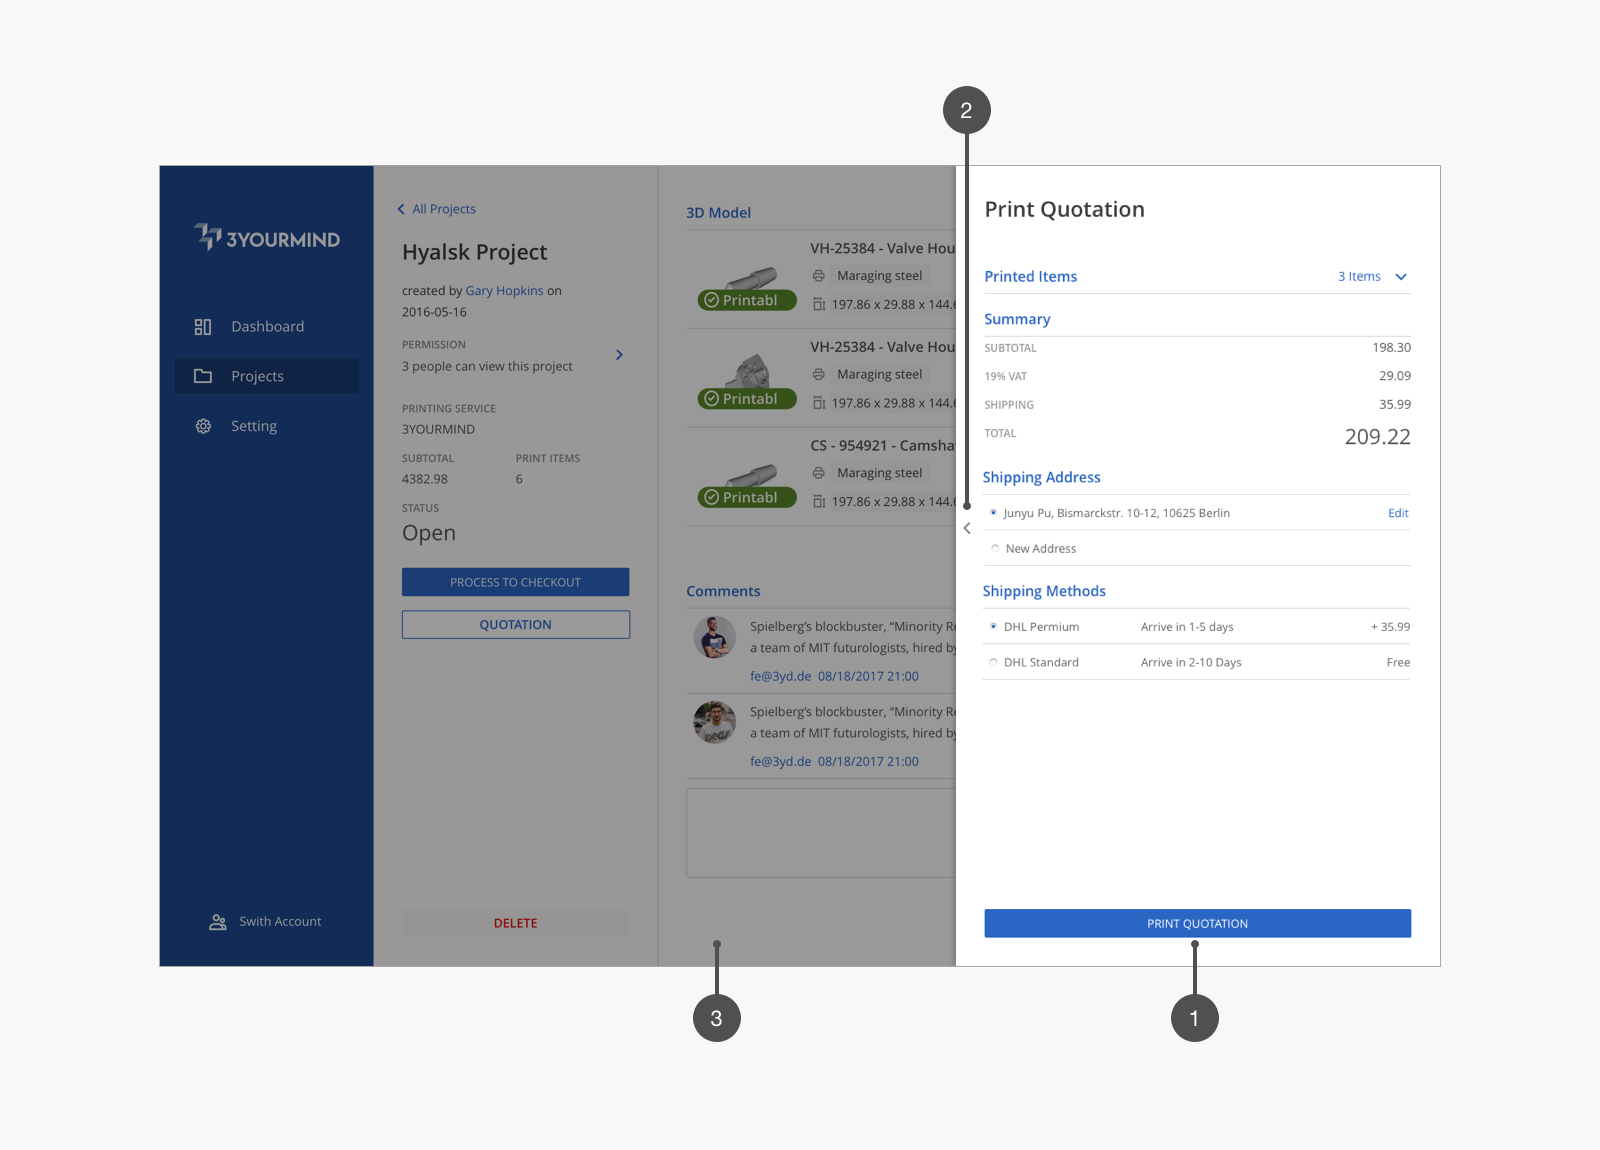 2
3YOURMIND
Dashboard
Projects
Setting
Swith Account
All Projects
Hyalsk Project
created by Gary Hopkins on
2016-05-16
PERMISSION
3 people can view this project
PRINTING SERVICE
3YOURMIND
SUBTOTAL PRINT ITEMS
4382.98 6
STATUS
Open
PROCESS TO CHECKOUT
QUOTATION
DELETE
3D Model
VH-25384 - Valve Hou
Maraging steel
Printabl
197.86 x 29.88 x 144.6
VH-25384 - Valve Hou
Maraging steel
Printabl
197.86 x 29.88 x 144.6
CS - 954921 - Camsha
Maraging steel
Printabl
197.86 x 29.88 x 144.6
Comments
Spielberg’s blockbuster, “Minority Re
a team of MIT futurologists, hired by
fe@3yd.de 08/18/2017 21:00
Spielberg’s blockbuster, “Minority Re
a team of MIT futurologists, hired by
fe@3yd.de 08/18/2017 21:00
Print Quotation
Printed Items 3 Items
Summary
SUBTOTAL 198.30
19% VAT 29.09
SHIPPING 35.99
TOTAL 209.22
Shipping Address
Junyu Pu, Bismarckstr. 10-12, 10625 Berlin Edit
New Address
Shipping Methods
DHL Permium Arrive in 1-5 days + 35.99
DHL Standard Arrive in 2-10 Days Free
PRINT QUOTATION
3
1